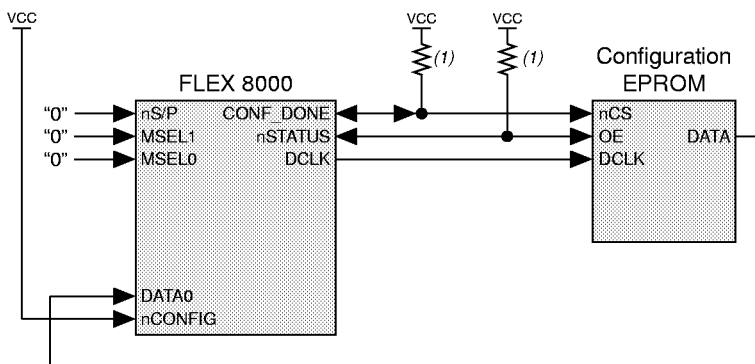 VCC
VCC
VCC
(1)
(1)
Configuration
EPROM
FLEX 8000
“0”
nS/P
CONF_DONE
nCS
“0”
MSEL1
nSTATUS
OE
DATA
“0”
MSEL0
DCLK
DCLK
DATA0
nCONFIG